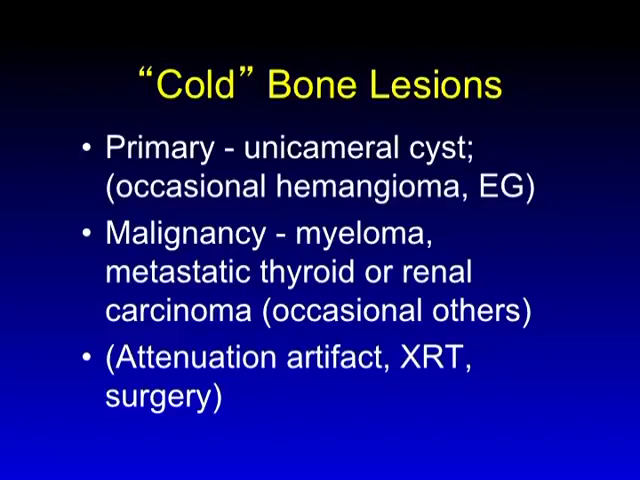 “Cold” Bone Lesions
• Primary - unicameral cyst;
(occasional hemangioma, EG)
• Malignancy - myeloma,
metastatic thyroid or renal
carcinoma (occasional others)
• (Attenuation artifact, XRT,
surgery)